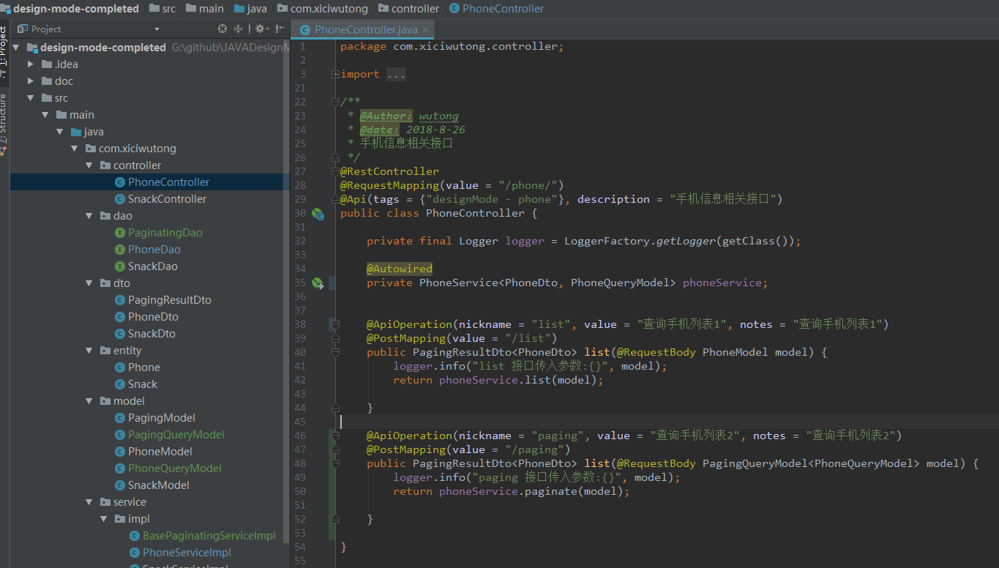 design-mode-completed src main java com.xiciwutong controller PhoneController
1: Project
7: Structure
Project
design-mode-completed G:\github\JAVADesignM
.idea
doc
src
main
java
com.xiciwutong
controller
PhoneController
SnackController
dao
PaginatingDao
PhoneDao
SnackDao
dto
PagingResultDto
PhoneDto
SnackDto
entity
Phone
Snack
model
PagingModel
PagingQueryModel
PhoneModel
PhoneQueryModel
SnackModel
service
impl
BasePaginatingServiceImpl
PhoneServiceImpl
SnackServiceImpl
PhoneController.java
1 package com.xiciwutong.controller;
2
3 import ...
21
22 /**
23 * @Author: wutong
24 * @date: 2018-8-26
25 * 手机信息相关接口
26 */
27 @RestController
28 @RequestMapping(value = "/phone/")
29 @Api(tags = {"designMode - phone"}, description = "手机信息相关接口")
30 public class PhoneController {
31
32 private final Logger logger = LoggerFactory.getLogger(getClass());
33
34 @Autowired
35 private PhoneService<PhoneDto, PhoneQueryModel> phoneService;
36
37
38 @ApiOperation(nickname = "list", value = "查询手机列表1", notes = "查询手机列表1")
39 @PostMapping(value = "/list")
40 public PagingResultDto<PhoneDto> list(@RequestBody PhoneModel model) {
41 logger.info("list 接口传入参数:{}", model);
42 return phoneService.list(model);
43
44 }
45
46 @ApiOperation(nickname = "paging", value = "查询手机列表2", notes = "查询手机列表2")
47 @PostMapping(value = "/paging")
48 public PagingResultDto<PhoneDto> list(@RequestBody PagingQueryModel<PhoneQueryModel> model) {
49 logger.info("paging 接口传入参数:{}", model);
50 return phoneService.paginate(model);
51
52 }
53
54 }
55